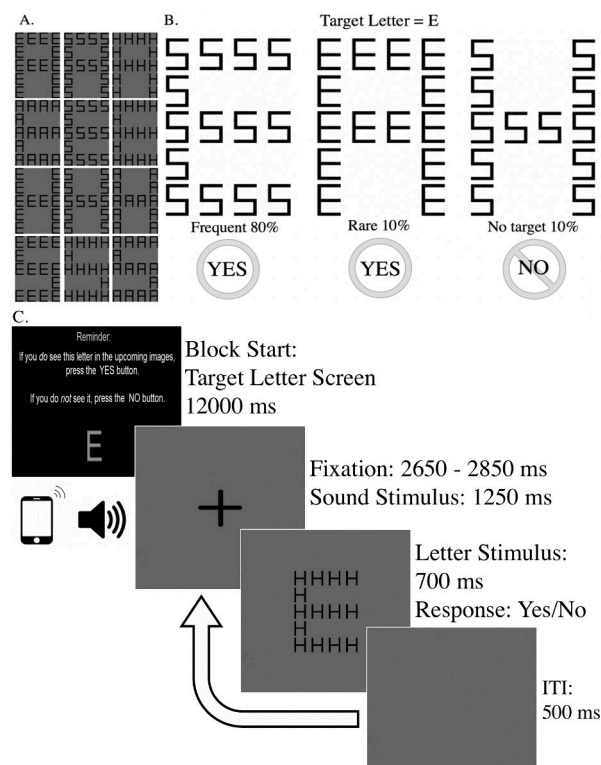 A.
B.
Target Letter = E
S S S S E E E E S S
S E E S S
S S S S E E E E S S S S
S E E S S
S S S S E E S S
Frequent 80%
Rare 10%
No target 10%
YES
YES
NO
C.
Reminder:
If you do see this letter in the upcoming images,
press the YES button.
If you do not see it, press the NO button.
E
Block Start:
Target Letter Screen
12000 ms
Fixation: 2650 - 2850 ms
Sound Stimulus: 1250 ms
HHHH
H
HHHH
H
HHHH
Letter Stimulus:
700 ms
Response: Yes/No
ITI:
500 ms